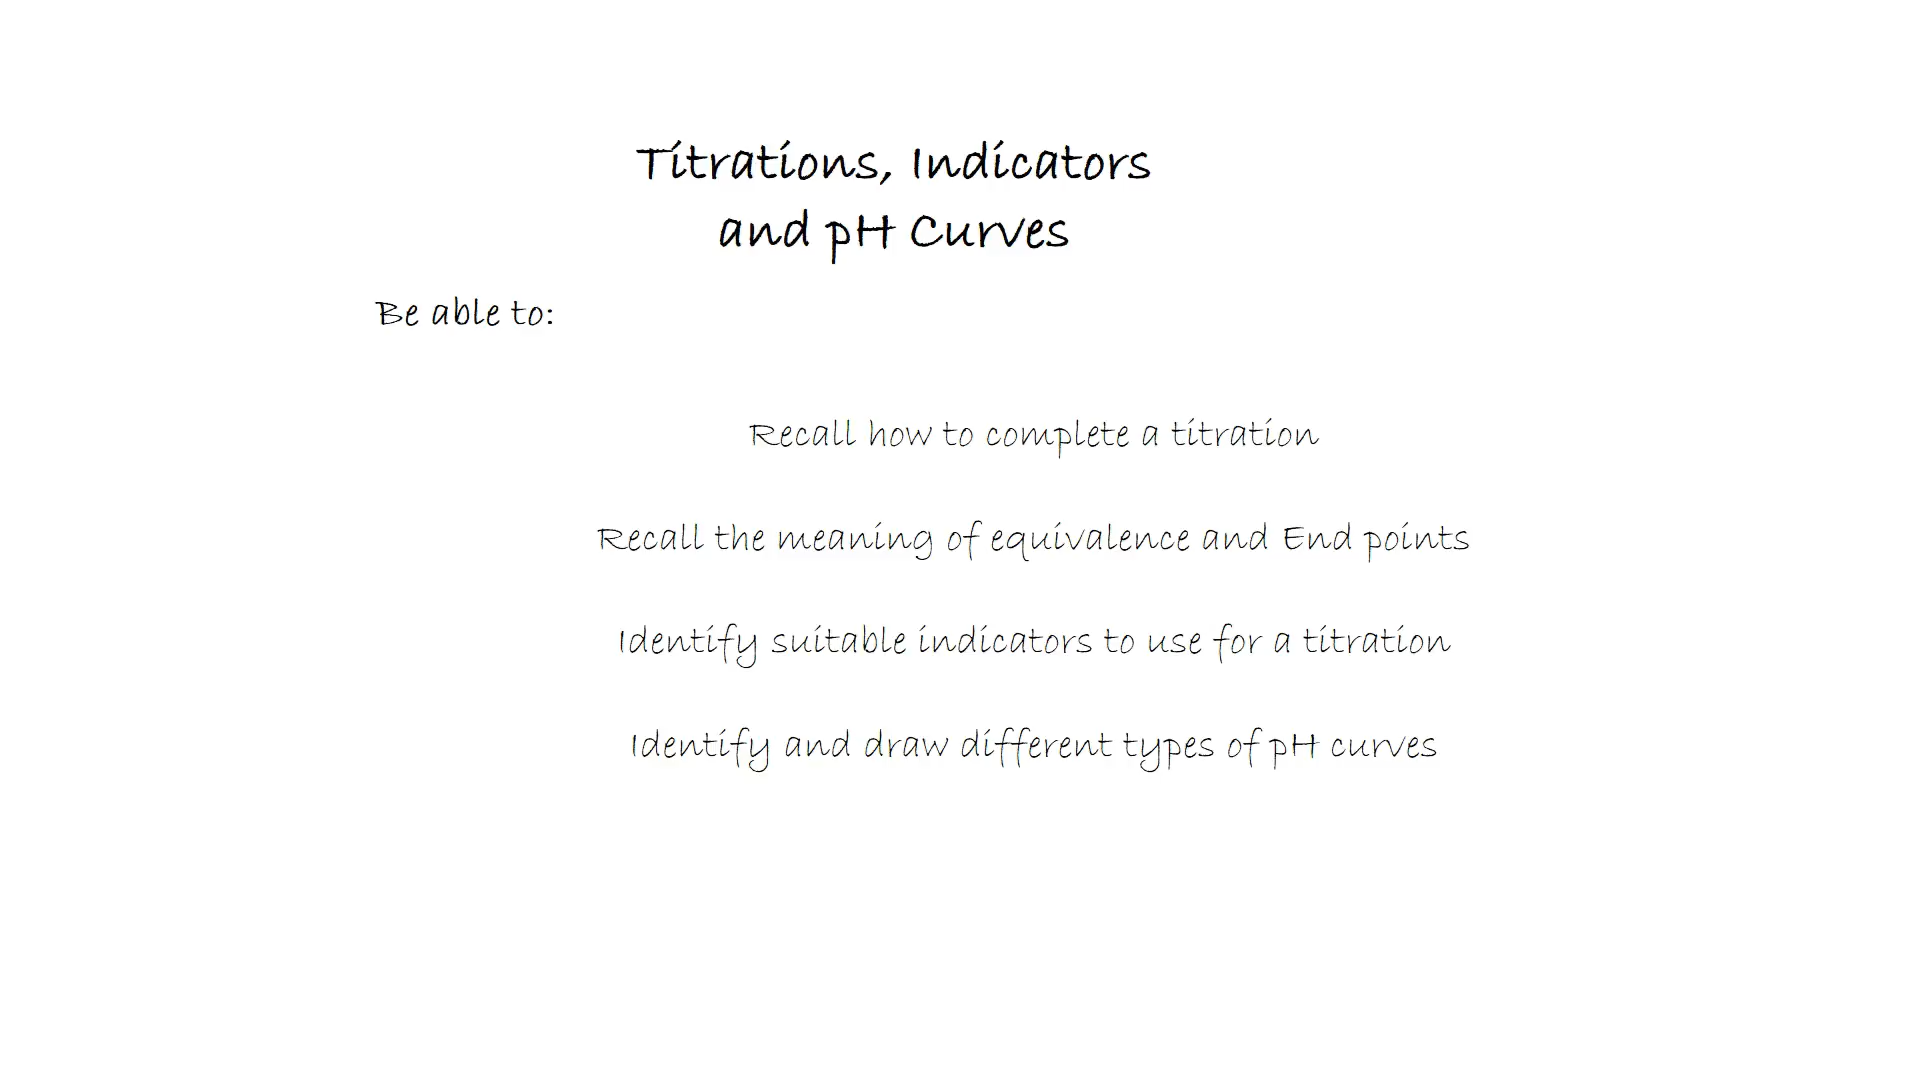 Titrations, Indicators
and pH Curves
Be able to:
Recall how to complete a titration
Recall the meaning of equivalence and End points
Identify suitable indicators to use for a titration
Identify and draw different types of pH curves